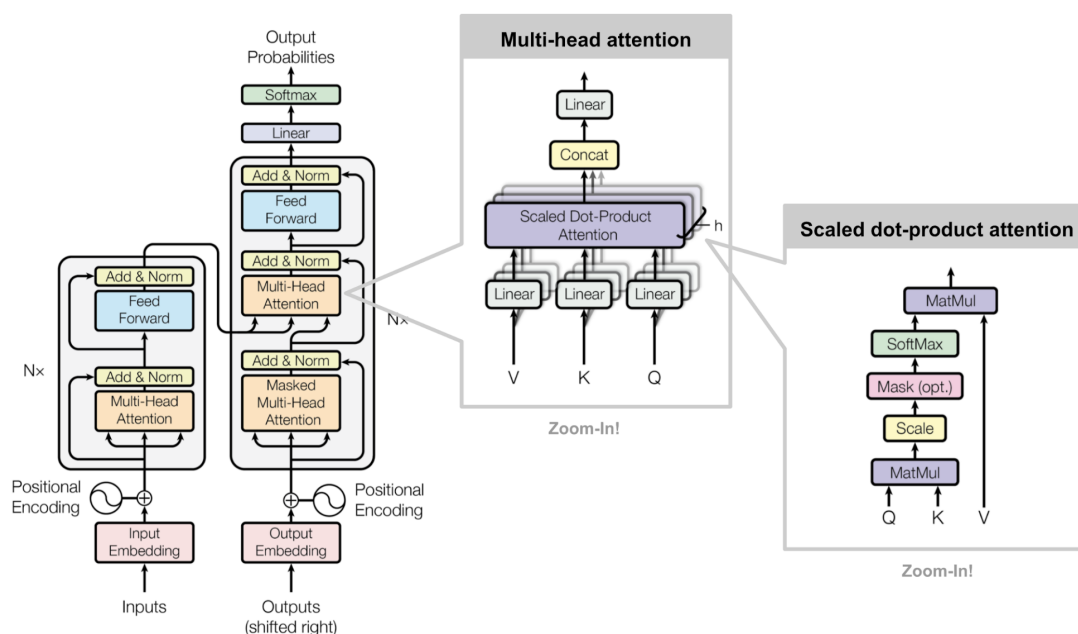 Output
Probabilities
Softmax
Linear
Add & Norm
Feed
Forward
Add & Norm
Multi-Head
Attention
Nx
Add & Norm
Masked
Multi-Head
Attention
Positional
Encoding
Output
Embedding
Outputs
(shifted right)
Add & Norm
Feed
Forward
Nx
Add & Norm
Multi-Head
Attention
Positional
Encoding
Input
Embedding
Inputs
Multi-head attention
Linear
Concat
Scaled Dot-Product
Attention
h
Linear
Linear
Linear
V
K
Q
Zoom-In!
Scaled dot-product attention
MatMul
SoftMax
Mask (opt.)
Scale
MatMul
Q
K
V
Zoom-In!